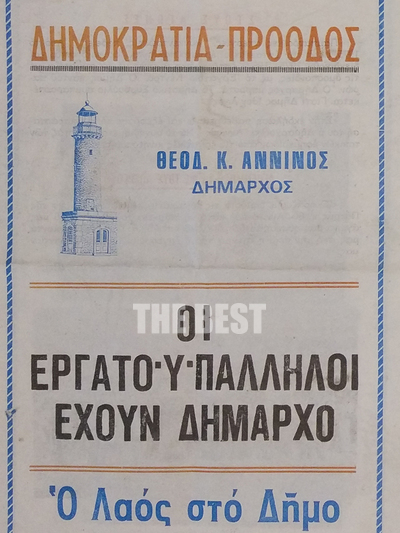 ΔΗΜΟΚΡΑΤΙΑ-ΠΡΟΟΔΟΣ
ΘΕΟΔ. Κ. ΑΝΝΙΝΟΣ
ΔΗΜΑΡΧΟΣ
THEBEST
ΟΙ
ΕΡΓΑΤΟ-Υ-ΠΑΛΛΗΛΟΙ
ΕΧΟΥΝ ΔΗΜΑΡΧΟ
Ὁ Λαός στό Δῆμο